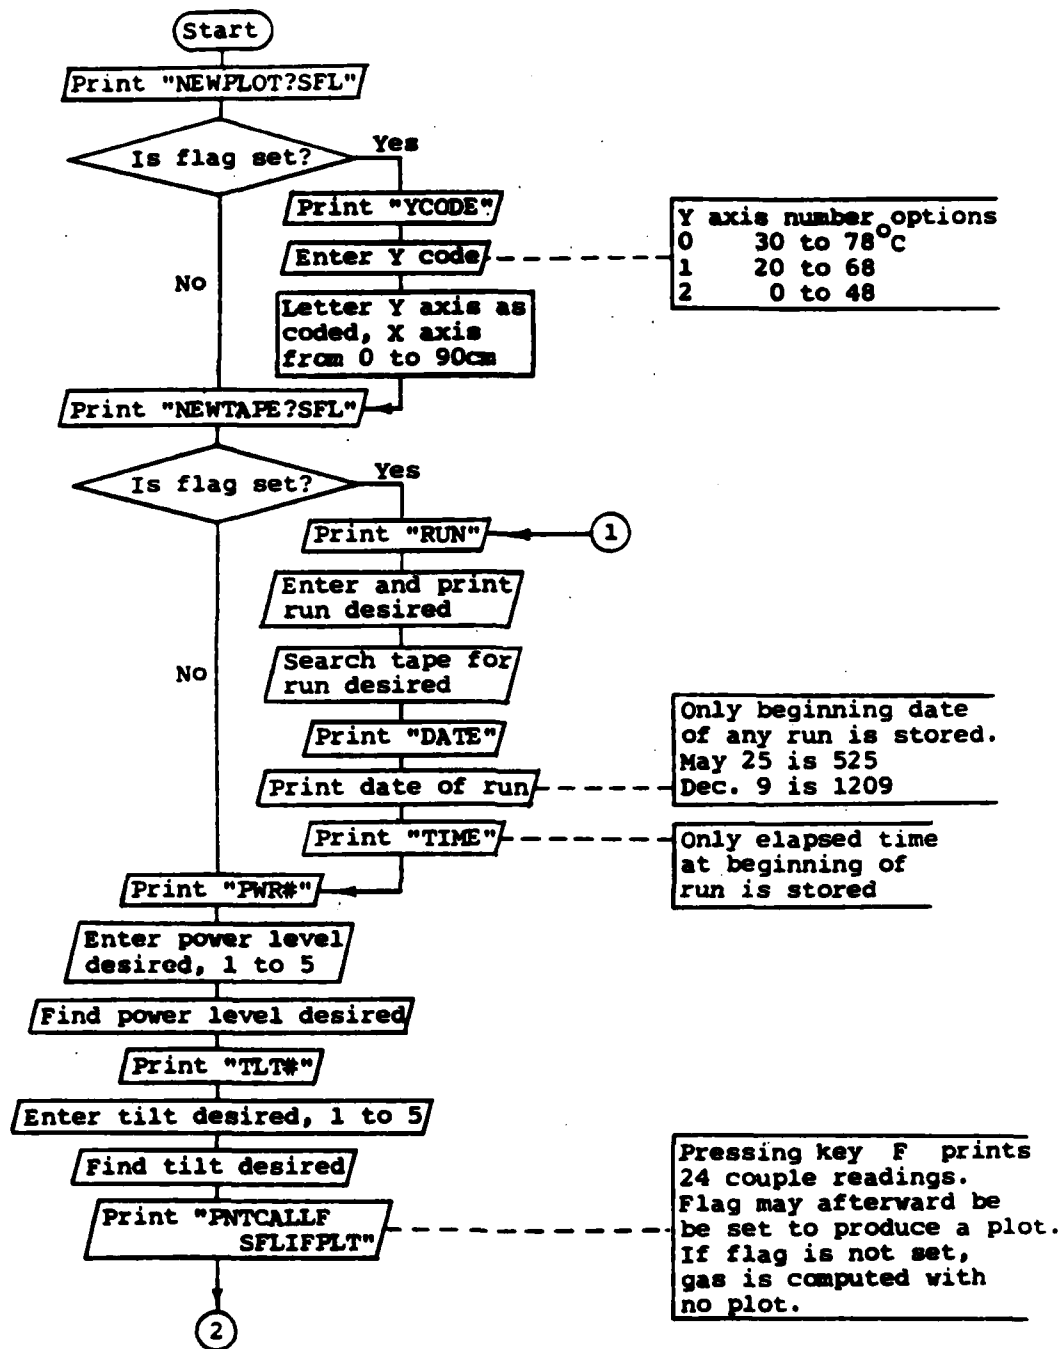 Start
Print "NEWPLOT?SFL"
Is flag set?
Yes
No
Print "YCODE"
Enter Y code
Y axis number options
0 30 to 78°C
1 20 to 68
2 0 to 48
Letter Y axis as
coded, X axis
from 0 to 90cm
Print "NEWTAPE?SFL"
Is flag set?
Yes
No
Print "RUN"
1
Enter and print
run desired
Search tape for
run desired
Print "DATE"
Print date of run
Only beginning date
of any run is stored.
May 25 is 525
Dec. 9 is 1209
Print "TIME"
Only elapsed time
at beginning of
run is stored
Print "PWR#"
Enter power level
desired, 1 to 5
Find power level desired
Print "TLT#"
Enter tilt desired, 1 to 5
Find tilt desired
Print "PNTCALLF
SFLIFPLT"
Pressing key F prints
24 couple readings.
Flag may afterward be
be set to produce a plot.
If flag is not set,
gas is computed with
no plot.
2